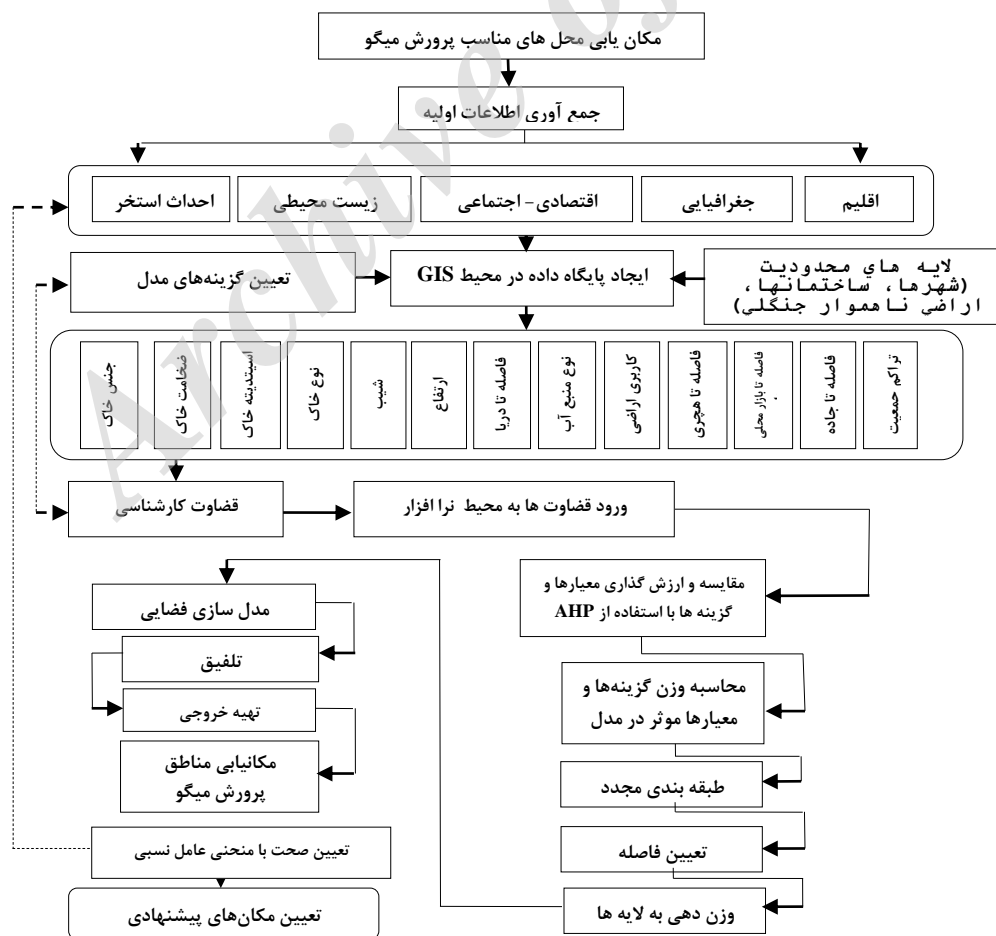 مکان یابی محل های مناسب پرورش میگو
جمع آوری اطلاعات اولیه
اقلیم
جغرافیایی
اقتصادی - اجتماعی
زیست محیطی
احداث استخر
لایه های محدودیت
(شهرها، ساختمانها،
اراضی ناهموار جنگلی)
ایجاد پایگاه داده در محیط GIS
تعیین گزینه‌های مدل
تراکم جمعیت
فاصله تا جاده
فاصله تا بازار محلی
فاصله تا هچری
کاربری اراضی
نوع منبع آب
فاصله تا دریا
ارتفاع
شیب
نوع خاک
اسیتدیته خاک
ضخامت خاک
جنس خاک
قضاوت کارشناسی
ورود قضاوت ها به محیط نرا افزار
مقایسه و ارزش گذاری معیارها و
گزینه ها با استفاده از AHP
محاسبه وزن گزینه‌ها و
معیارها موثر در مدل
طبقه بندی مجدد
تعیین فاصله
وزن دهی به لایه ها
مدل سازی فضایی
تلفیق
تهیه خروجی
مکانیابی مناطق
پرورش میگو
تعیین صحت با منحنی عامل نسبی
تعیین مکان‌های پیشنهادی
Archive of